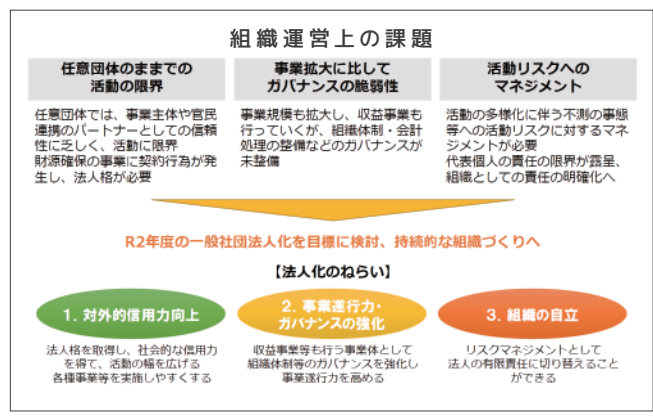 組織運営上の課題
任意団体のままでの
活動の限界
任意団体では、事業主体や官民
連携のパートナーとしての信頼
性に乏しく、活動に限界
財源確保の事業に契約行為が発
生し、法人格が必要
事業拡大に比して
ガバナンスの脆弱性
事業規模も拡大し、収益事業も
行っていくが、組織体制・会計
処理の整備などのガバナンスが
未整備
活動リスクへの
マネジメント
活動の多様化に伴う不測の事態
等への活動リスクに対するマネ
ジメントが必要
代表個人の責任の限界が露呈、
組織としての責任の明確化へ
R2年度の一般社団法人化を目標に検討、持続的な組織づくりへ
【法人化のねらい】
1. 対外的信用力向上
法人格を取得し、社会的な信用力
を得て、活動の幅を広げる
各種事業等を実施しやすくする
2. 事業遂行力・
ガバナンスの強化
収益事業等も行う事業体として
組織体制等のガバナンスを強化し
事業遂行力を高める
3. 組織の自立
リスクマネジメントとして
法人の有限責任に切り替えること
ができる